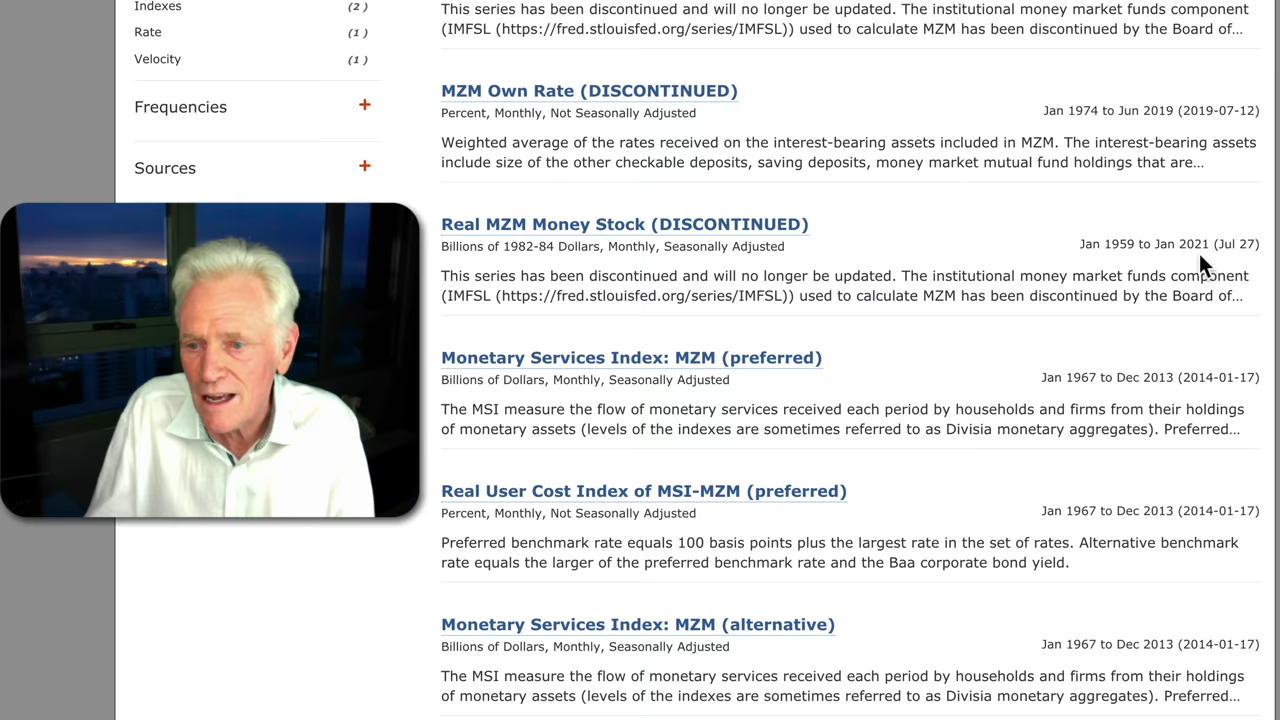 Indexes (2)
Rate (1)
Velocity (1)
Frequencies +
Sources +
This series has been discontinued and will no longer be updated. The institutional money market funds component
(IMFSL (https://fred.stlouisfed.org/series/IMFSL)) used to calculate MZM has been discontinued by the Board of...
MZM Own Rate (DISCONTINUED)
Percent, Monthly, Not Seasonally Adjusted
Jan 1974 to Jun 2019 (2019-07-12)
Weighted average of the rates received on the interest-bearing assets included in MZM. The interest-bearing assets
include size of the other checkable deposits, saving deposits, money market mutual fund holdings that are...
Real MZM Money Stock (DISCONTINUED)
Billions of 1982-84 Dollars, Monthly, Seasonally Adjusted
Jan 1959 to Jan 2021 (Jul 27)
This series has been discontinued and will no longer be updated. The institutional money market funds component
(IMFSL (https://fred.stlouisfed.org/series/IMFSL)) used to calculate MZM has been discontinued by the Board of...
Monetary Services Index: MZM (preferred)
Billions of Dollars, Monthly, Seasonally Adjusted
Jan 1967 to Dec 2013 (2014-01-17)
The MSI measure the flow of monetary services received each period by households and firms from their holdings
of monetary assets (levels of the indexes are sometimes referred to as Divisia monetary aggregates). Preferred...
Real User Cost Index of MSI-MZM (preferred)
Percent, Monthly, Not Seasonally Adjusted
Jan 1967 to Dec 2013 (2014-01-17)
Preferred benchmark rate equals 100 basis points plus the largest rate in the set of rates. Alternative benchmark
rate equals the larger of the preferred benchmark rate and the Baa corporate bond yield.
Monetary Services Index: MZM (alternative)
Billions of Dollars, Monthly, Seasonally Adjusted
Jan 1967 to Dec 2013 (2014-01-17)
The MSI measure the flow of monetary services received each period by households and firms from their holdings
of monetary assets (levels of the indexes are sometimes referred to as Divisia monetary aggregates). Preferred...